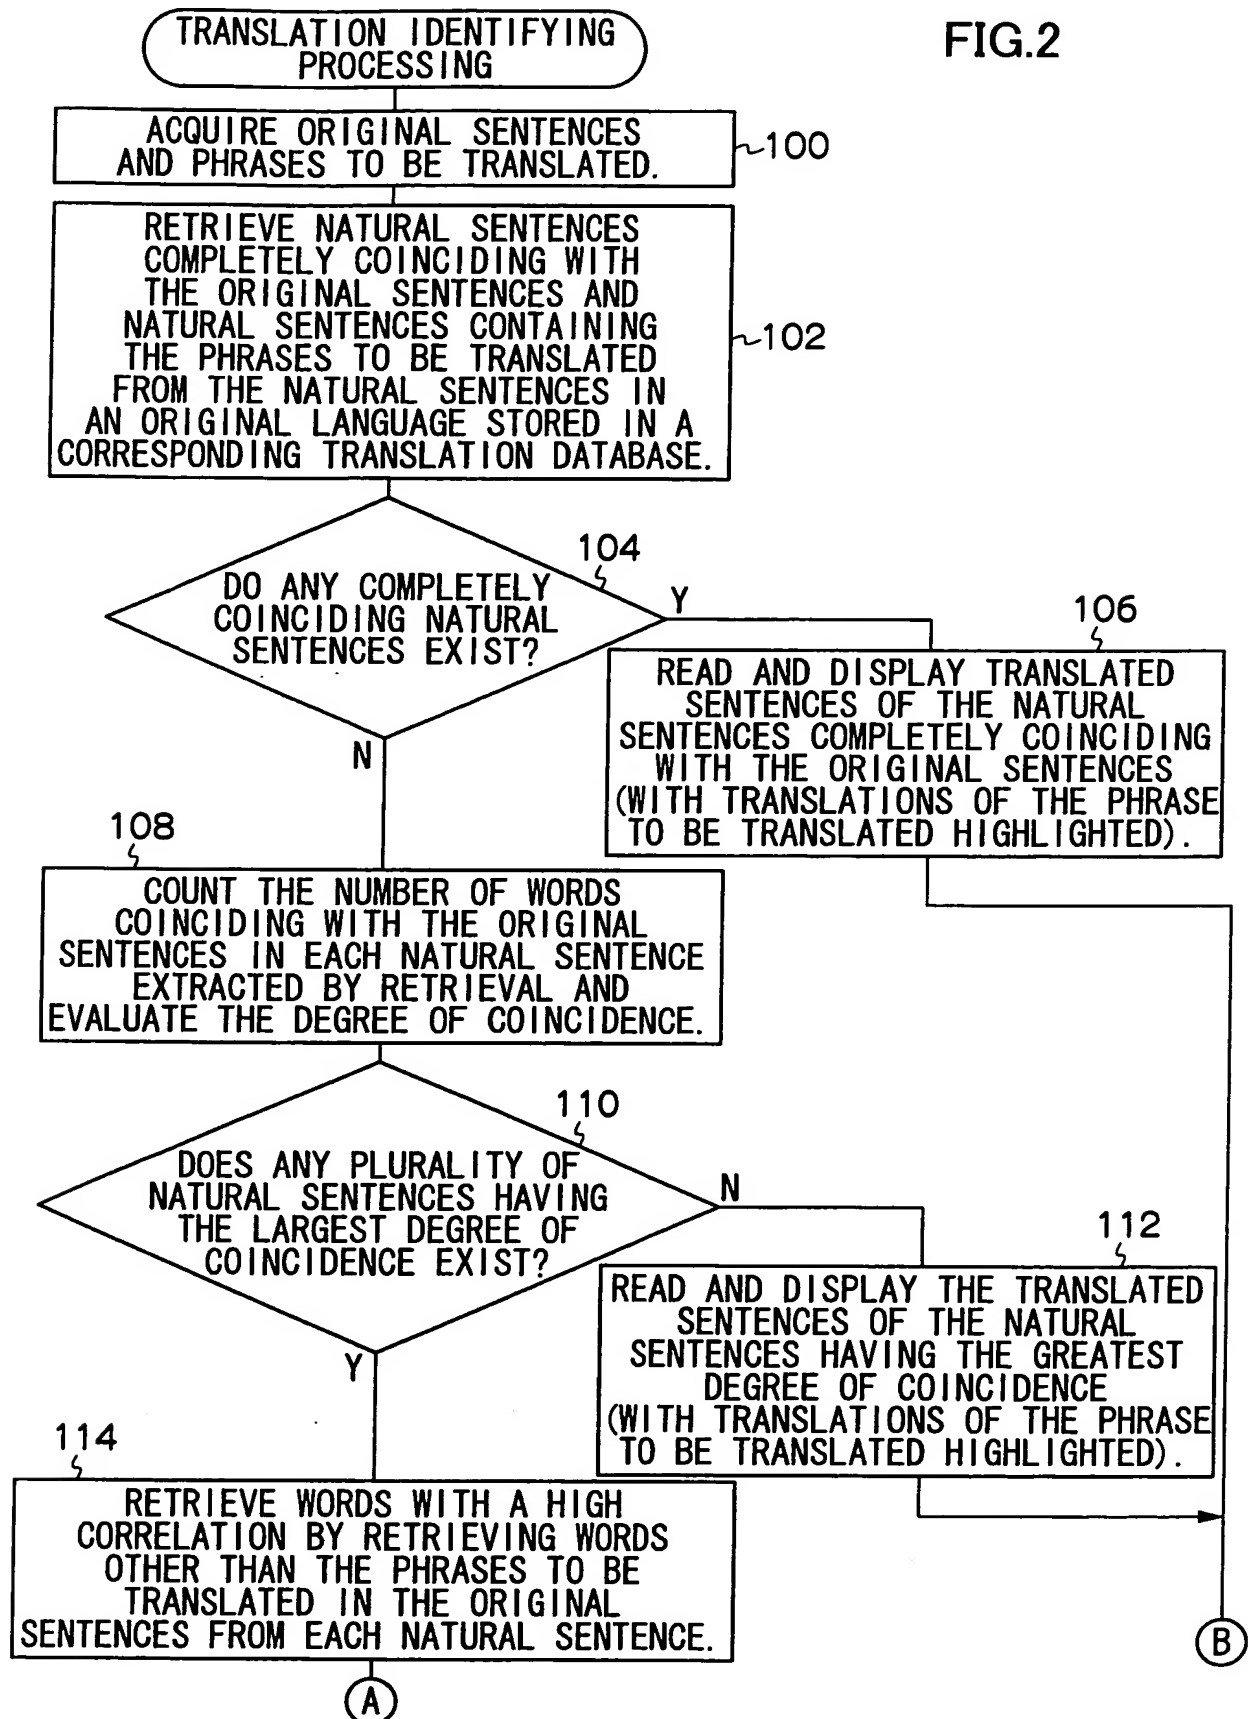 FIG.2
TRANSLATION IDENTIFYING
PROCESSING
ACQUIRE ORIGINAL SENTENCES
AND PHRASES TO BE TRANSLATED.
100
RETRIEVE NATURAL SENTENCES
COMPLETELY COINCIDING WITH
THE ORIGINAL SENTENCES AND
NATURAL SENTENCES CONTAINING
THE PHRASES TO BE TRANSLATED
FROM THE NATURAL SENTENCES IN
AN ORIGINAL LANGUAGE STORED IN A
CORRESPONDING TRANSLATION DATABASE.
102
104
DO ANY COMPLETELY
COINCIDING NATURAL
SENTENCES EXIST?
Y
N
106
READ AND DISPLAY TRANSLATED
SENTENCES OF THE NATURAL
SENTENCES COMPLETELY COINCIDING
WITH THE ORIGINAL SENTENCES
(WITH TRANSLATIONS OF THE PHRASE
TO BE TRANSLATED HIGHLIGHTED).
108
COUNT THE NUMBER OF WORDS
COINCIDING WITH THE ORIGINAL
SENTENCES IN EACH NATURAL SENTENCE
EXTRACTED BY RETRIEVAL AND
EVALUATE THE DEGREE OF COINCIDENCE.
110
DOES ANY PLURALITY OF
NATURAL SENTENCES HAVING
THE LARGEST DEGREE OF
COINCIDENCE EXIST?
N
Y
112
READ AND DISPLAY THE TRANSLATED
SENTENCES OF THE NATURAL
SENTENCES HAVING THE GREATEST
DEGREE OF COINCIDENCE
(WITH TRANSLATIONS OF THE PHRASE
TO BE TRANSLATED HIGHLIGHTED).
114
RETRIEVE WORDS WITH A HIGH
CORRELATION BY RETRIEVING WORDS
OTHER THAN THE PHRASES TO BE
TRANSLATED IN THE ORIGINAL
SENTENCES FROM EACH NATURAL SENTENCE.
B
A